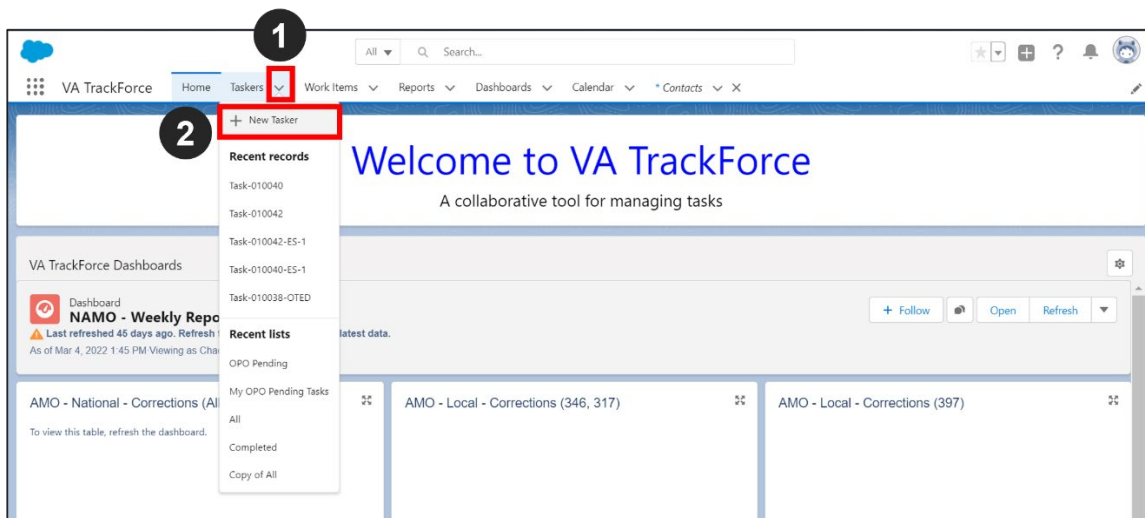 1
All
Search...
VA TrackForce Home Taskers Work Items Reports Dashboards Calendar * Contacts
2
+ New Tasker
Welcome to VA TrackForce
A collaborative tool for managing tasks
Recent records
Task-010040
Task-010042
Task-010042-ES-1
Task-010040-ES-1
Task-010038-OTED
Recent lists
OPO Pending
My OPO Pending Tasks
All
Completed
Copy of All
VA TrackForce Dashboards
Dashboard
NAMO - Weekly Repo
Last refreshed 45 days ago. Refresh latest data.
As of Mar 4, 2022 1:45 PM·Viewing as Cha
+ Follow Open Refresh
AMO - National - Corrections (All
To view this table, refresh the dashboard.
AMO - Local - Corrections (346, 317)
AMO - Local - Corrections (397)